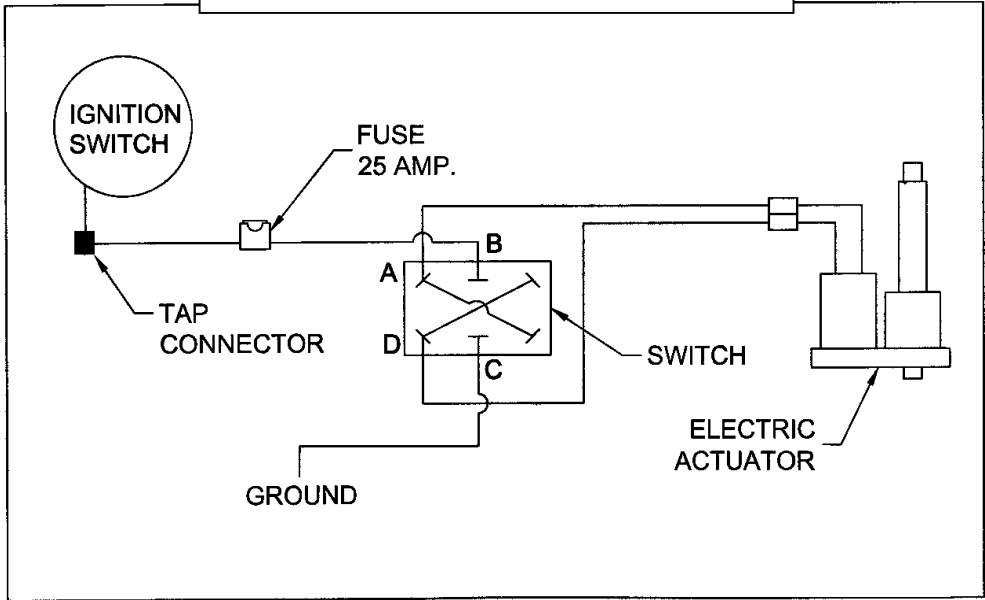 IGNITION
SWITCH
FUSE
25 AMP.
B
A
TAP
CONNECTOR
D
C
SWITCH
ELECTRIC
ACTUATOR
GROUND